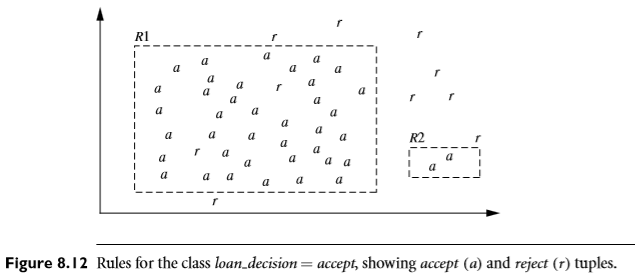 r
r
R1 r
a a a
a a a r
a a
a a a r a
a a r r
a a a a
a
a a a a a R2 r
a
r a a a
a a a a a a
a a a a a a
r
Figure 8.12 Rules for the class loan_decision = accept, showing accept (a) and reject (r) tuples.